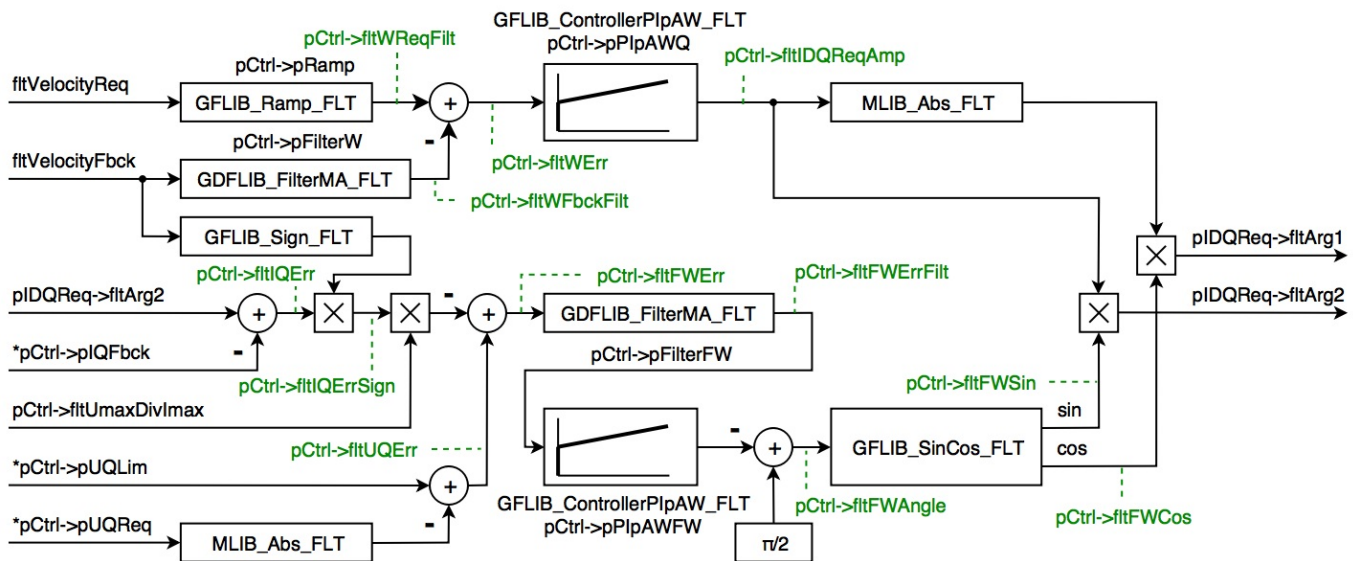 GFLIB_ControllerPIpAW_FLT
pCtrl->pPIpAWQ
pCtrl->fltWReqFilt
pCtrl->fltIDQReqAmp
pCtrl->pRamp
fltVelocityReq
GFLIB_Ramp_FLT
+
MLIB_Abs_FLT
pCtrl->pFilterW
-
fltVelocityFbck
GDFLIB_FilterMA_FLT
pCtrl->fltWErr
pCtrl->fltWFbckFilt
GFLIB_Sign_FLT
pIDQReq->fltArg1
pCtrl->fltIQErr
pCtrl->fltFWErr
pCtrl->fltFWErrFilt
pIDQReq->fltArg2
+
-
+
GDFLIB_FilterMA_FLT
pIDQReq->fltArg2
*pCtrl->pIQFbck
-
pCtrl->pFilterFW
pCtrl->fltIQErrSign
pCtrl->fltFWSin
pCtrl->fltUmaxDivImax
sin
pCtrl->fltUQErr
-
+
GFLIB_SinCos_FLT
cos
*pCtrl->pUQLim
+
GFLIB_ControllerPIpAW_FLT
pCtrl->pPIpAWFW
pCtrl->fltFWAngle
pCtrl->fltFWCos
*pCtrl->pUQReq
-
MLIB_Abs_FLT
π/2